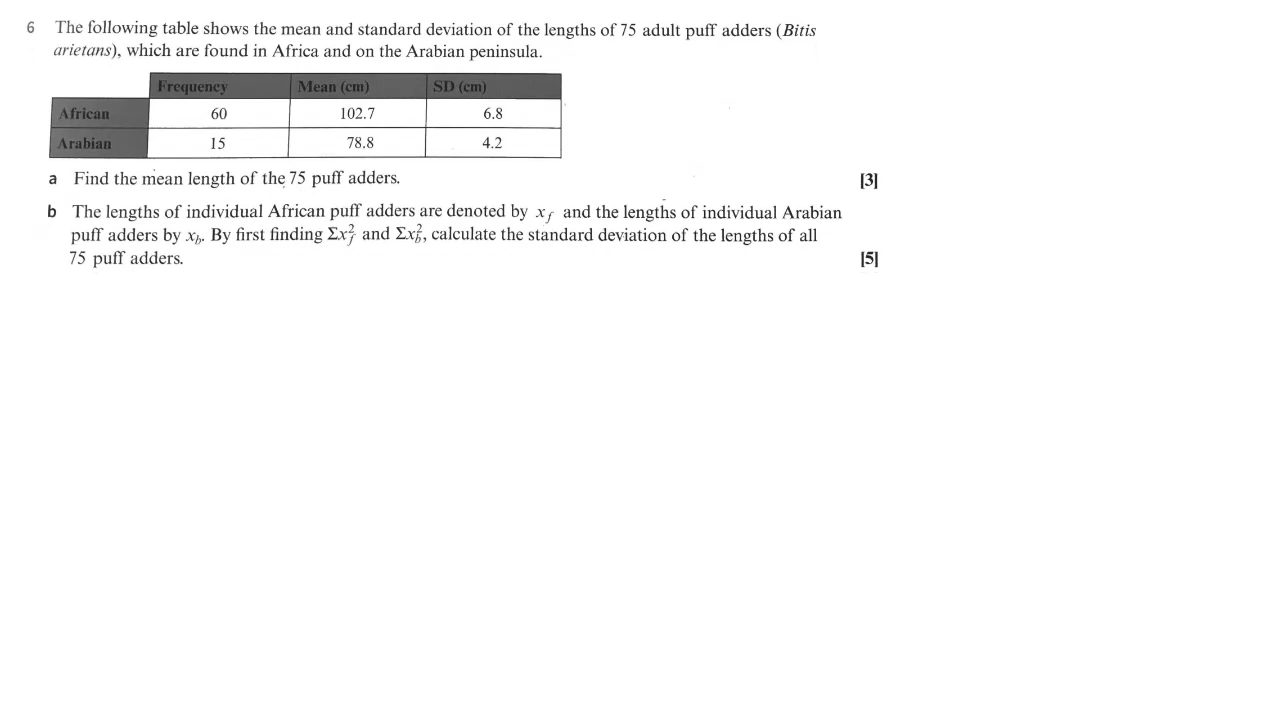 6 The following table shows the mean and standard deviation of the lengths of 75 adult puff adders (Bitis
arietans), which are found in Africa and on the Arabian peninsula.
Frequency Mean (cm) SD (cm)
African 60 102.7 6.8
Arabian 15 78.8 4.2
a Find the mean length of the 75 puff adders. [3]
b The lengths of individual African puff adders are denoted by x_f and the lengths of individual Arabian
puff adders by x_b. By first finding Σx_f² and Σx_b², calculate the standard deviation of the lengths of all
75 puff adders. [5]